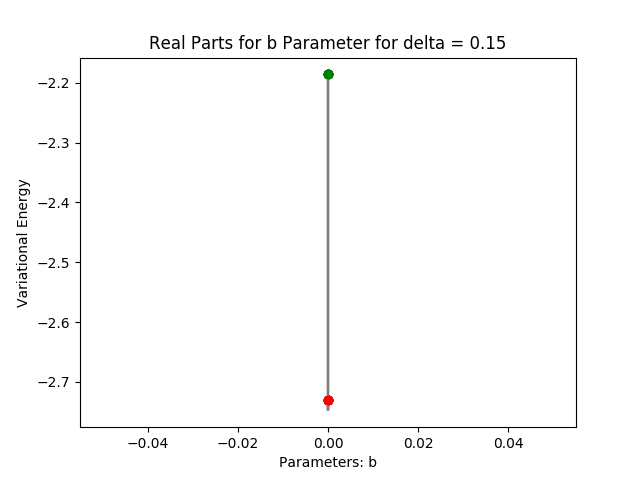 Real Parts for b Parameter for delta = 0.15
−2.2
−2.3
−2.4
−2.5
−2.6
−2.7
Variational Energy
−0.04 −0.02 0.00 0.02 0.04
Parameters: b